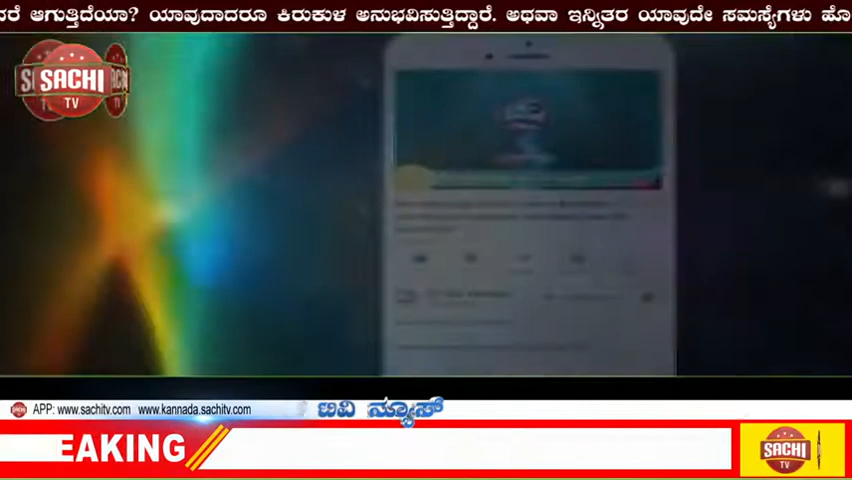 ದರೆ ಆಗುತ್ತಿದೆಯಾ? ಯಾವುದಾದರೂ ಕಿರುಕುಳ ಅನುಭವಿಸುತ್ತಿದ್ದಾರೆ. ಅಥವಾ ಇನ್ನಿತರ ಯಾವುದೇ ಸಮಸ್ಯೆಗಳು ಹೊ
SACHI
TV
APP: www.sachitv.com www.kannada.sachitv.com
ಟಿವಿ ನ್ಯೂಸ್
EAKING
SACHI
TV